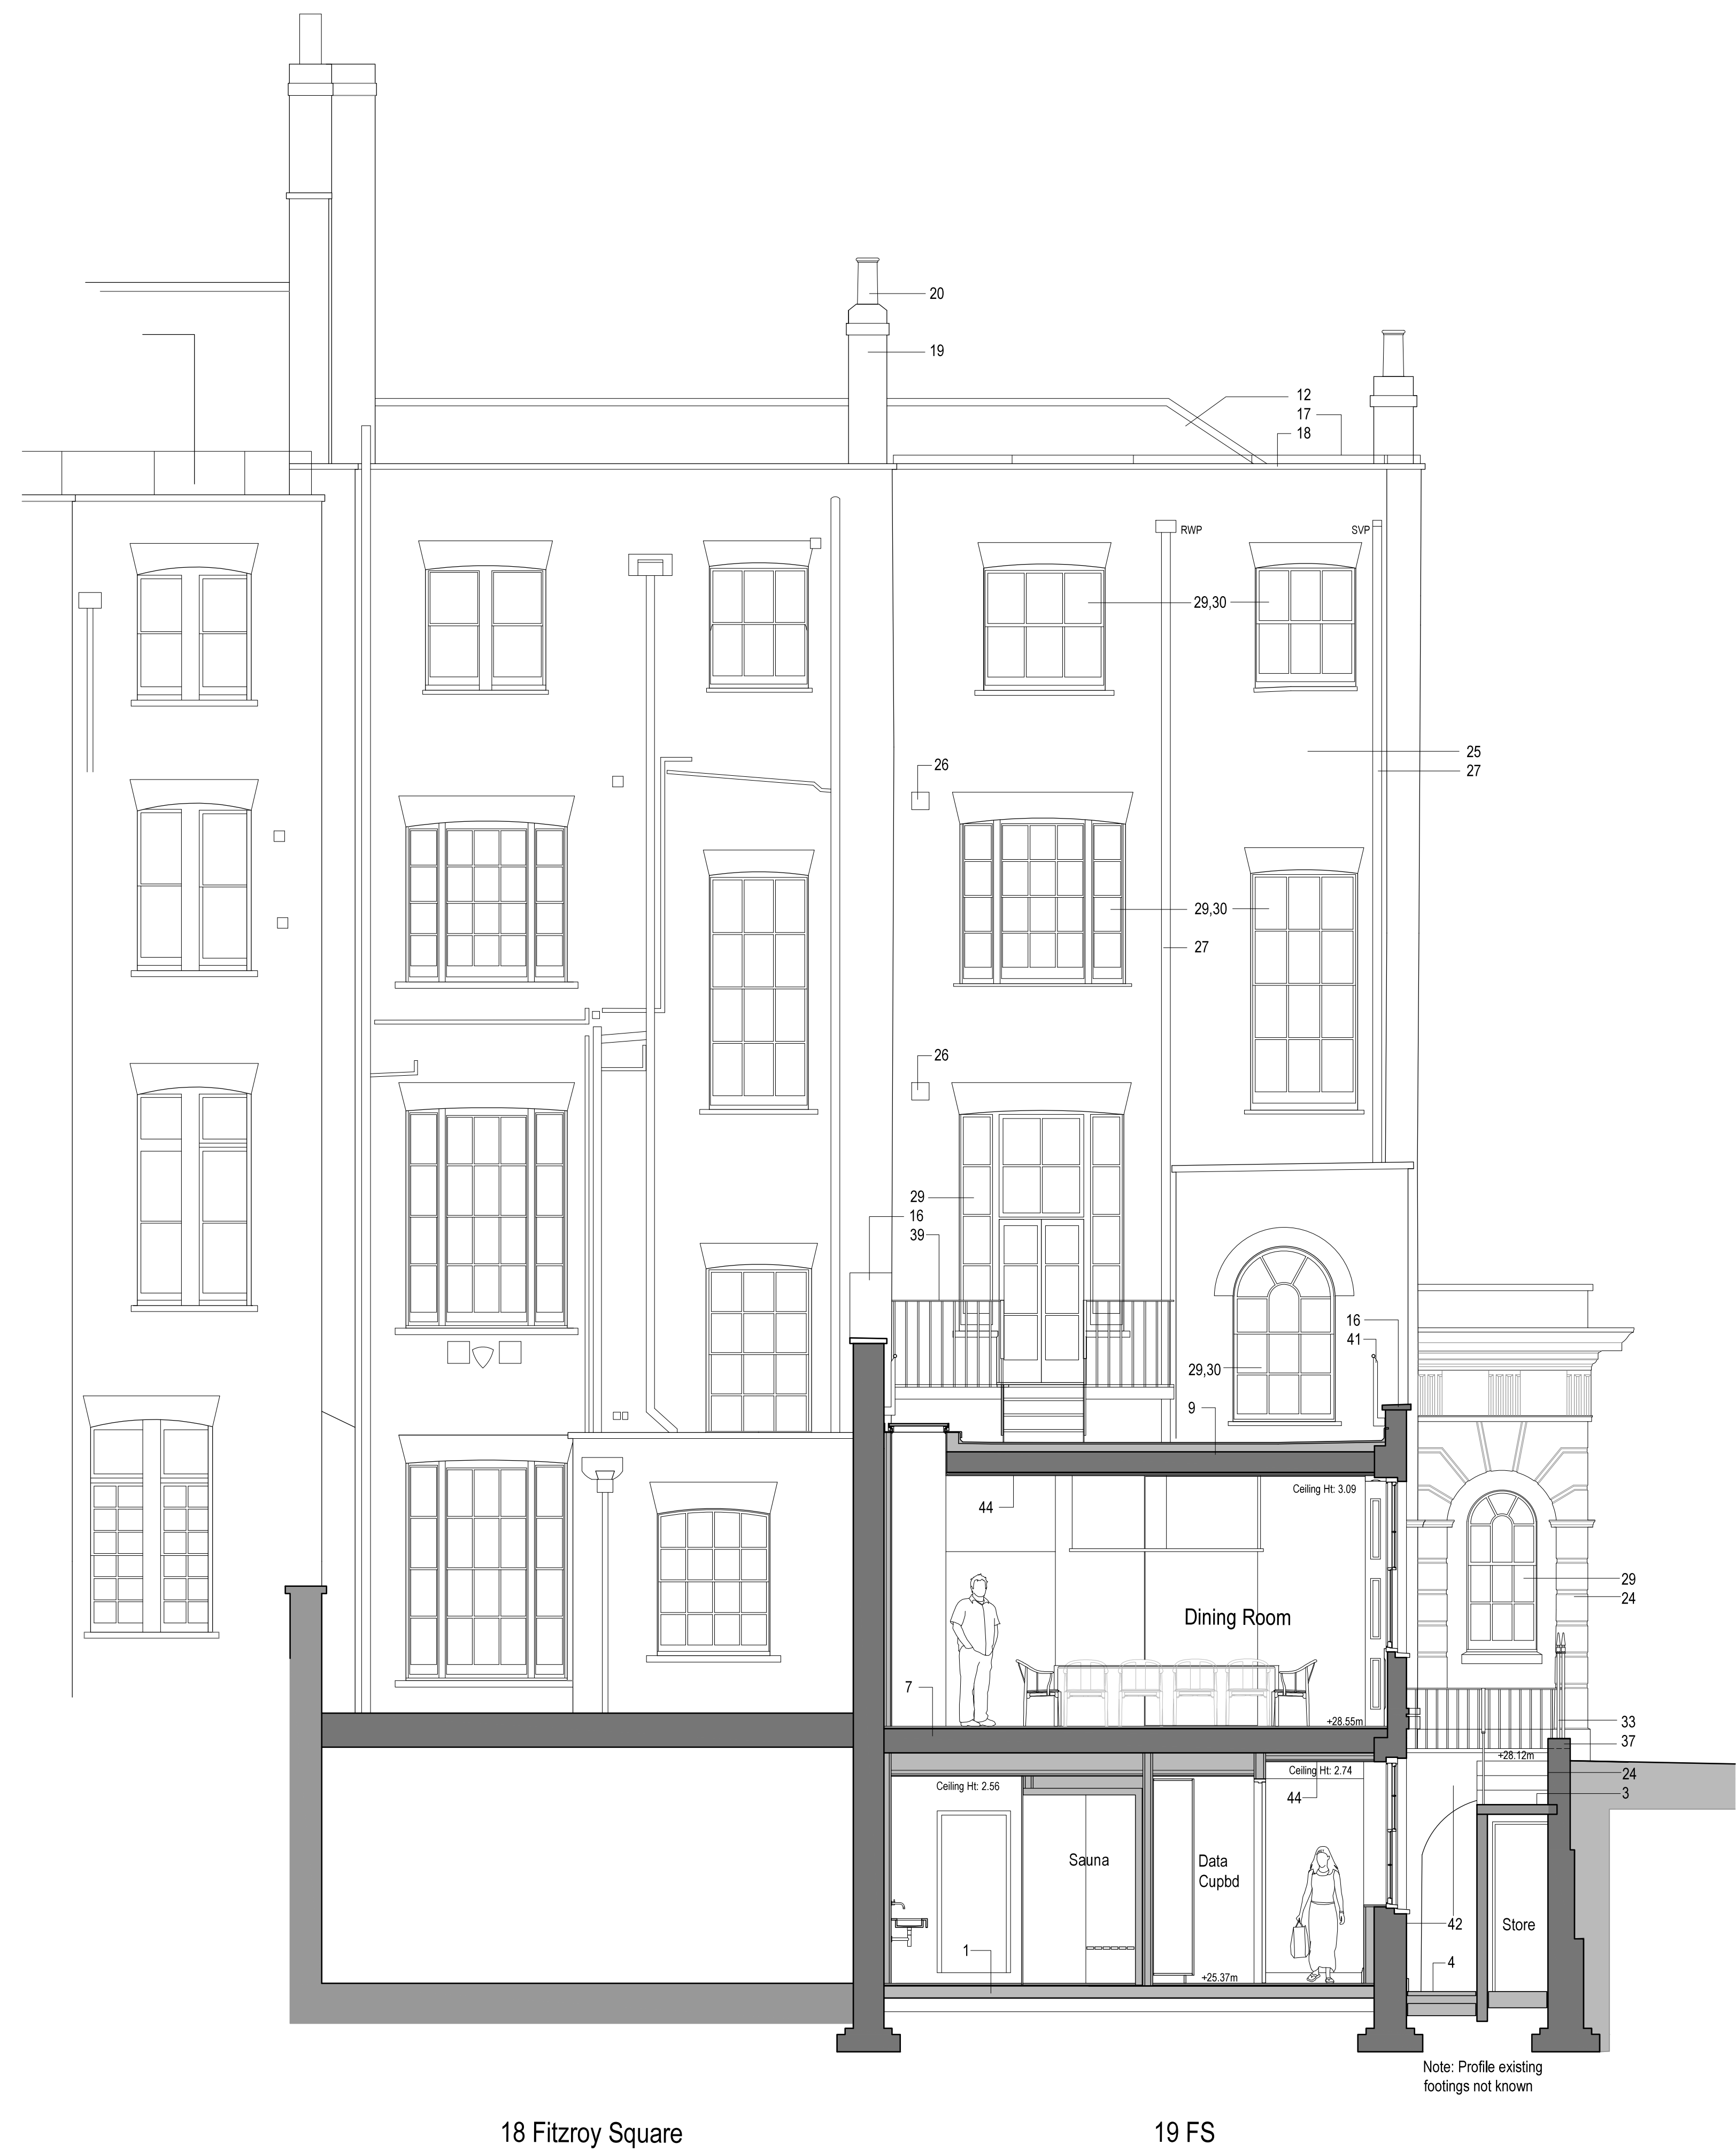 20
19
12
17
18
RWP
SVP
29,30
25
27
26
29,30
27
26
29
16
39
16
41
29,30
9
Ceiling Ht: 3.09
44
29
24
Dining Room
7
+28.55m
33
37
+28.12m
Ceiling Ht: 2.56
Ceiling Ht: 2.74
24
44
3
Sauna
Data
Cupbd
42
Store
1
4
+25.37m
Note: Profile existing
footings not known
18 Fitzroy Square
19 FS